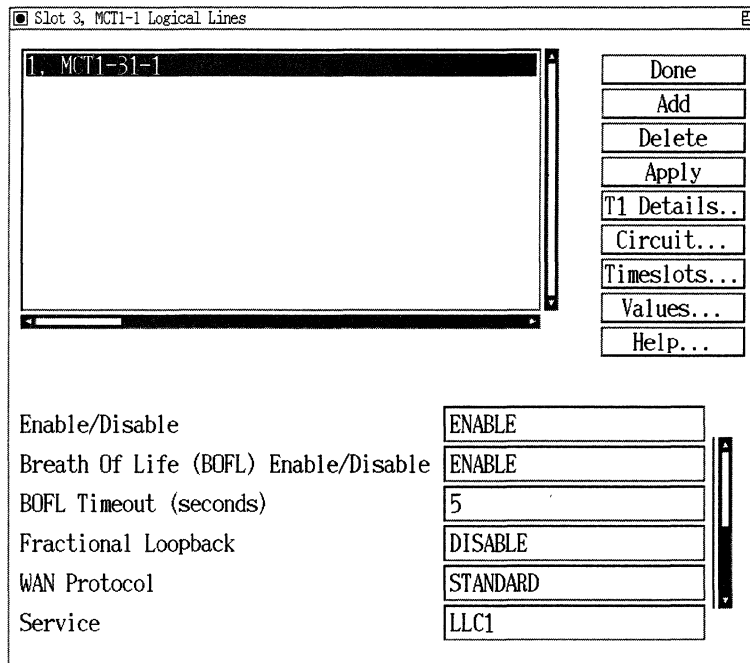 Slot 3, MCT1-1 Logical Lines
1, MCT1-31-1
Done
Add
Delete
Apply
T1 Details..
Circuit...
Timeslots...
Values...
Help...
Enable/Disable ENABLE
Breath Of Life (BOFL) Enable/Disable ENABLE
BOFL Timeout (seconds) 5
Fractional Loopback DISABLE
WAN Protocol STANDARD
Service LLC1